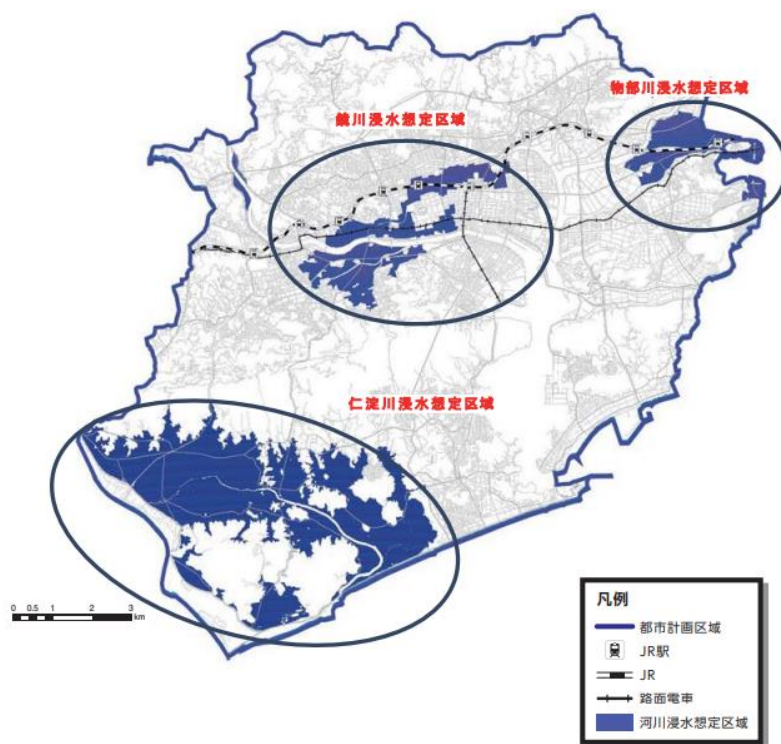 物部川浸水想定区域
鏡川浸水想定区域
仁淀川浸水想定区域
0 0.5 1 2 3
km
凡例
都市計画区域
JR駅
JR
路面電車
河川浸水想定区域